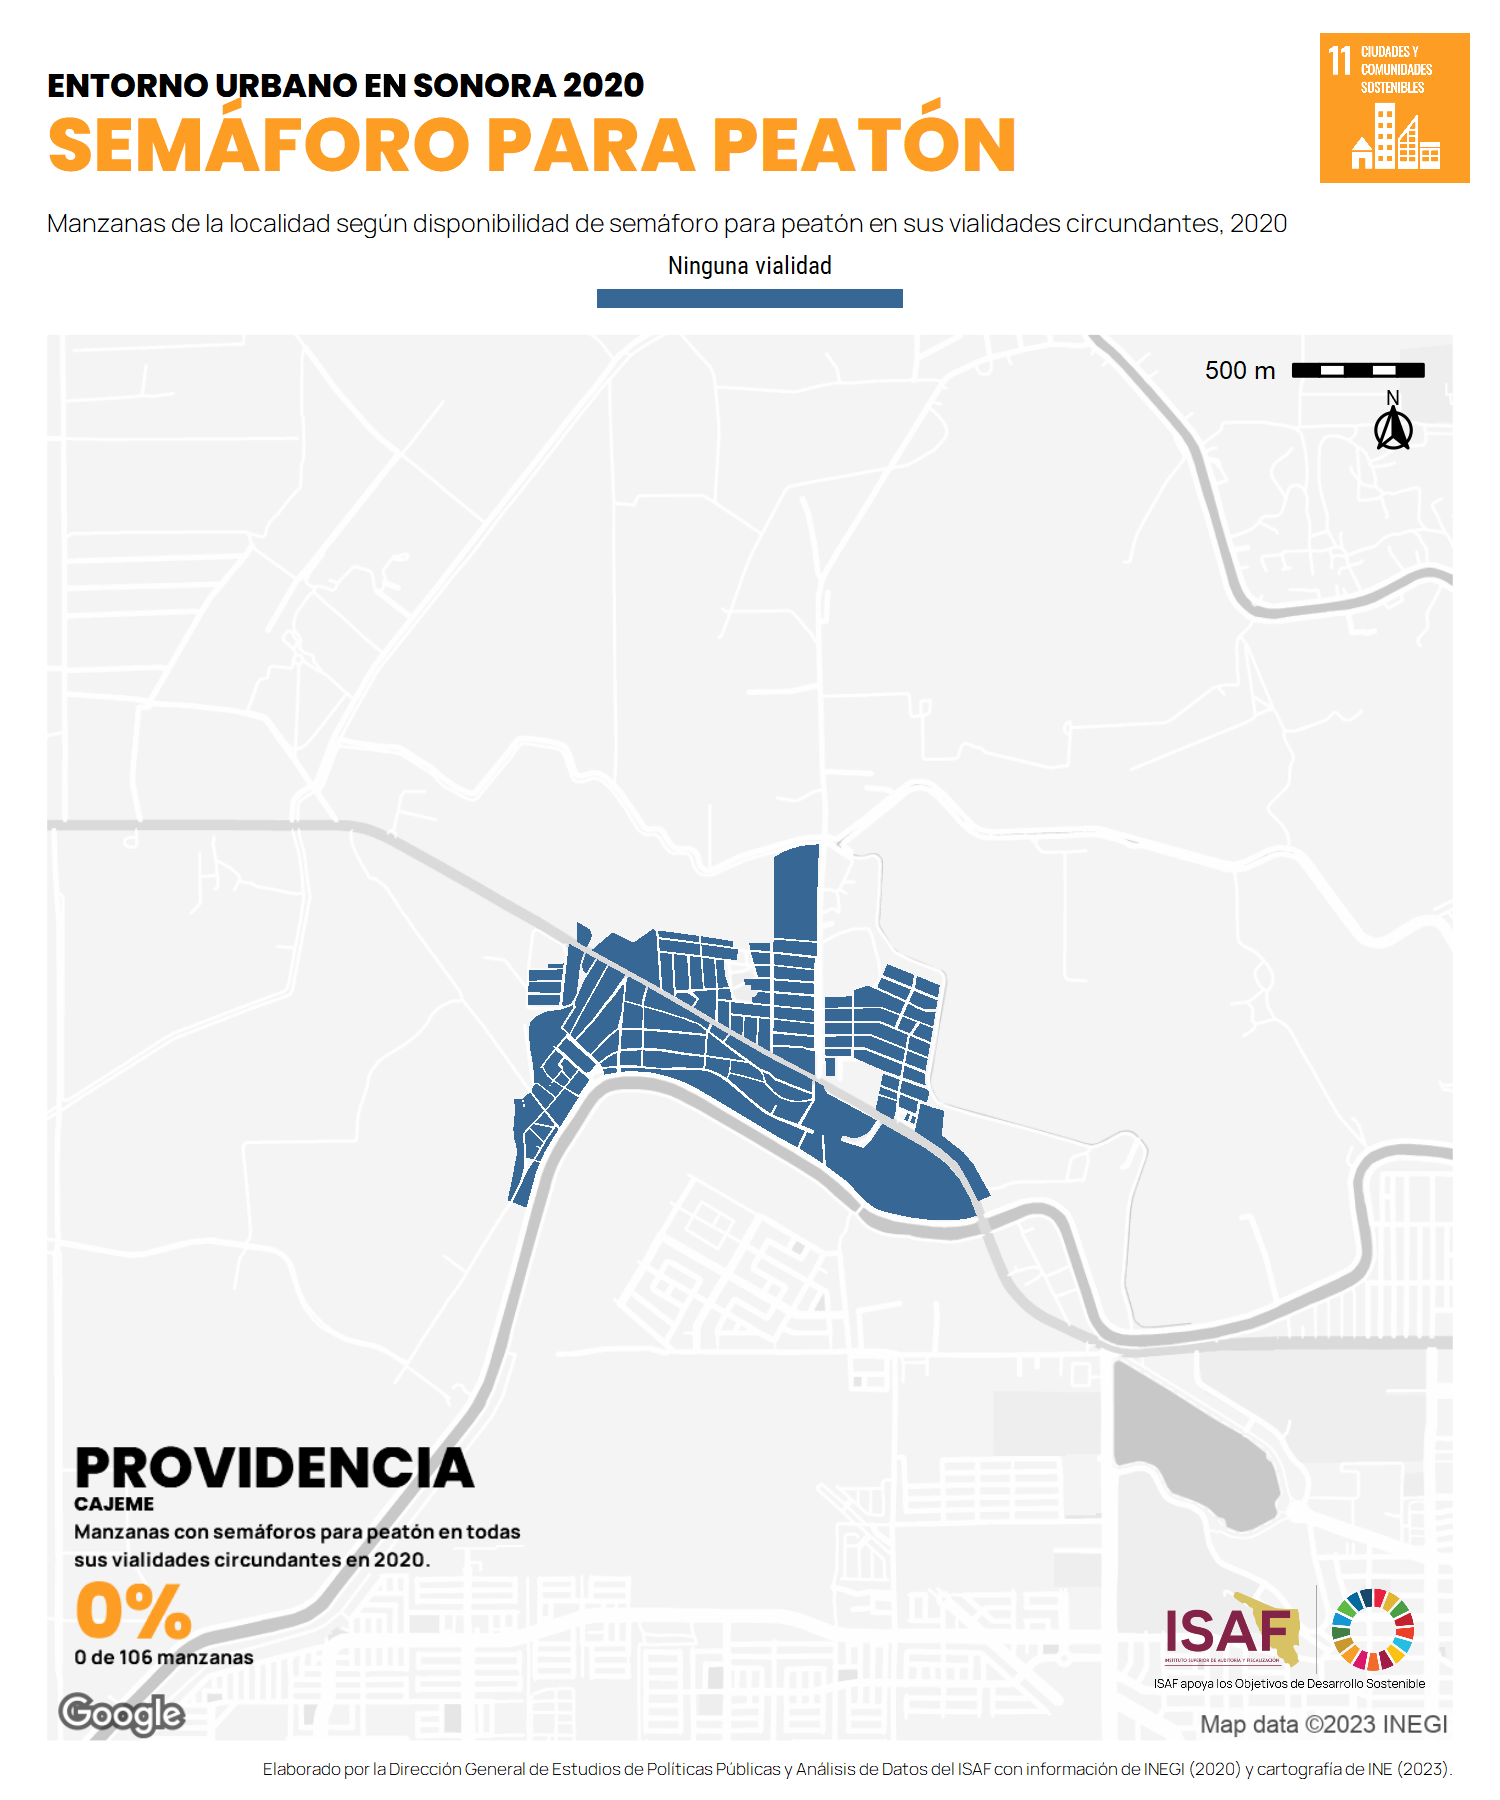 ENTORNO URBANO EN SONORA 2020
SEMÁFORO PARA PEATÓN
11 CIUDADES Y
COMUNIDADES
SOSTENIBLES
Manzanas de la localidad según disponibilidad de semáforo para peatón en sus vialidades circundantes, 2020
Ninguna vialidad
500 m
N
PROVIDENCIA
CAJEME
Manzanas con semáforos para peatón en todas
sus vialidades circundantes en 2020.
0%
0 de 106 manzanas
ISAF
INSTITUTO SUPERIOR DE AUDITORÍA Y FISCALIZACIÓN
ISAF apoya los Objetivos de Desarrollo Sostenible
Google
Map data ©2023 INEGI
Elaborado por la Dirección General de Estudios de Políticas Públicas y Análisis de Datos del ISAF con información de INEGI (2020) y cartografía de INE (2023).